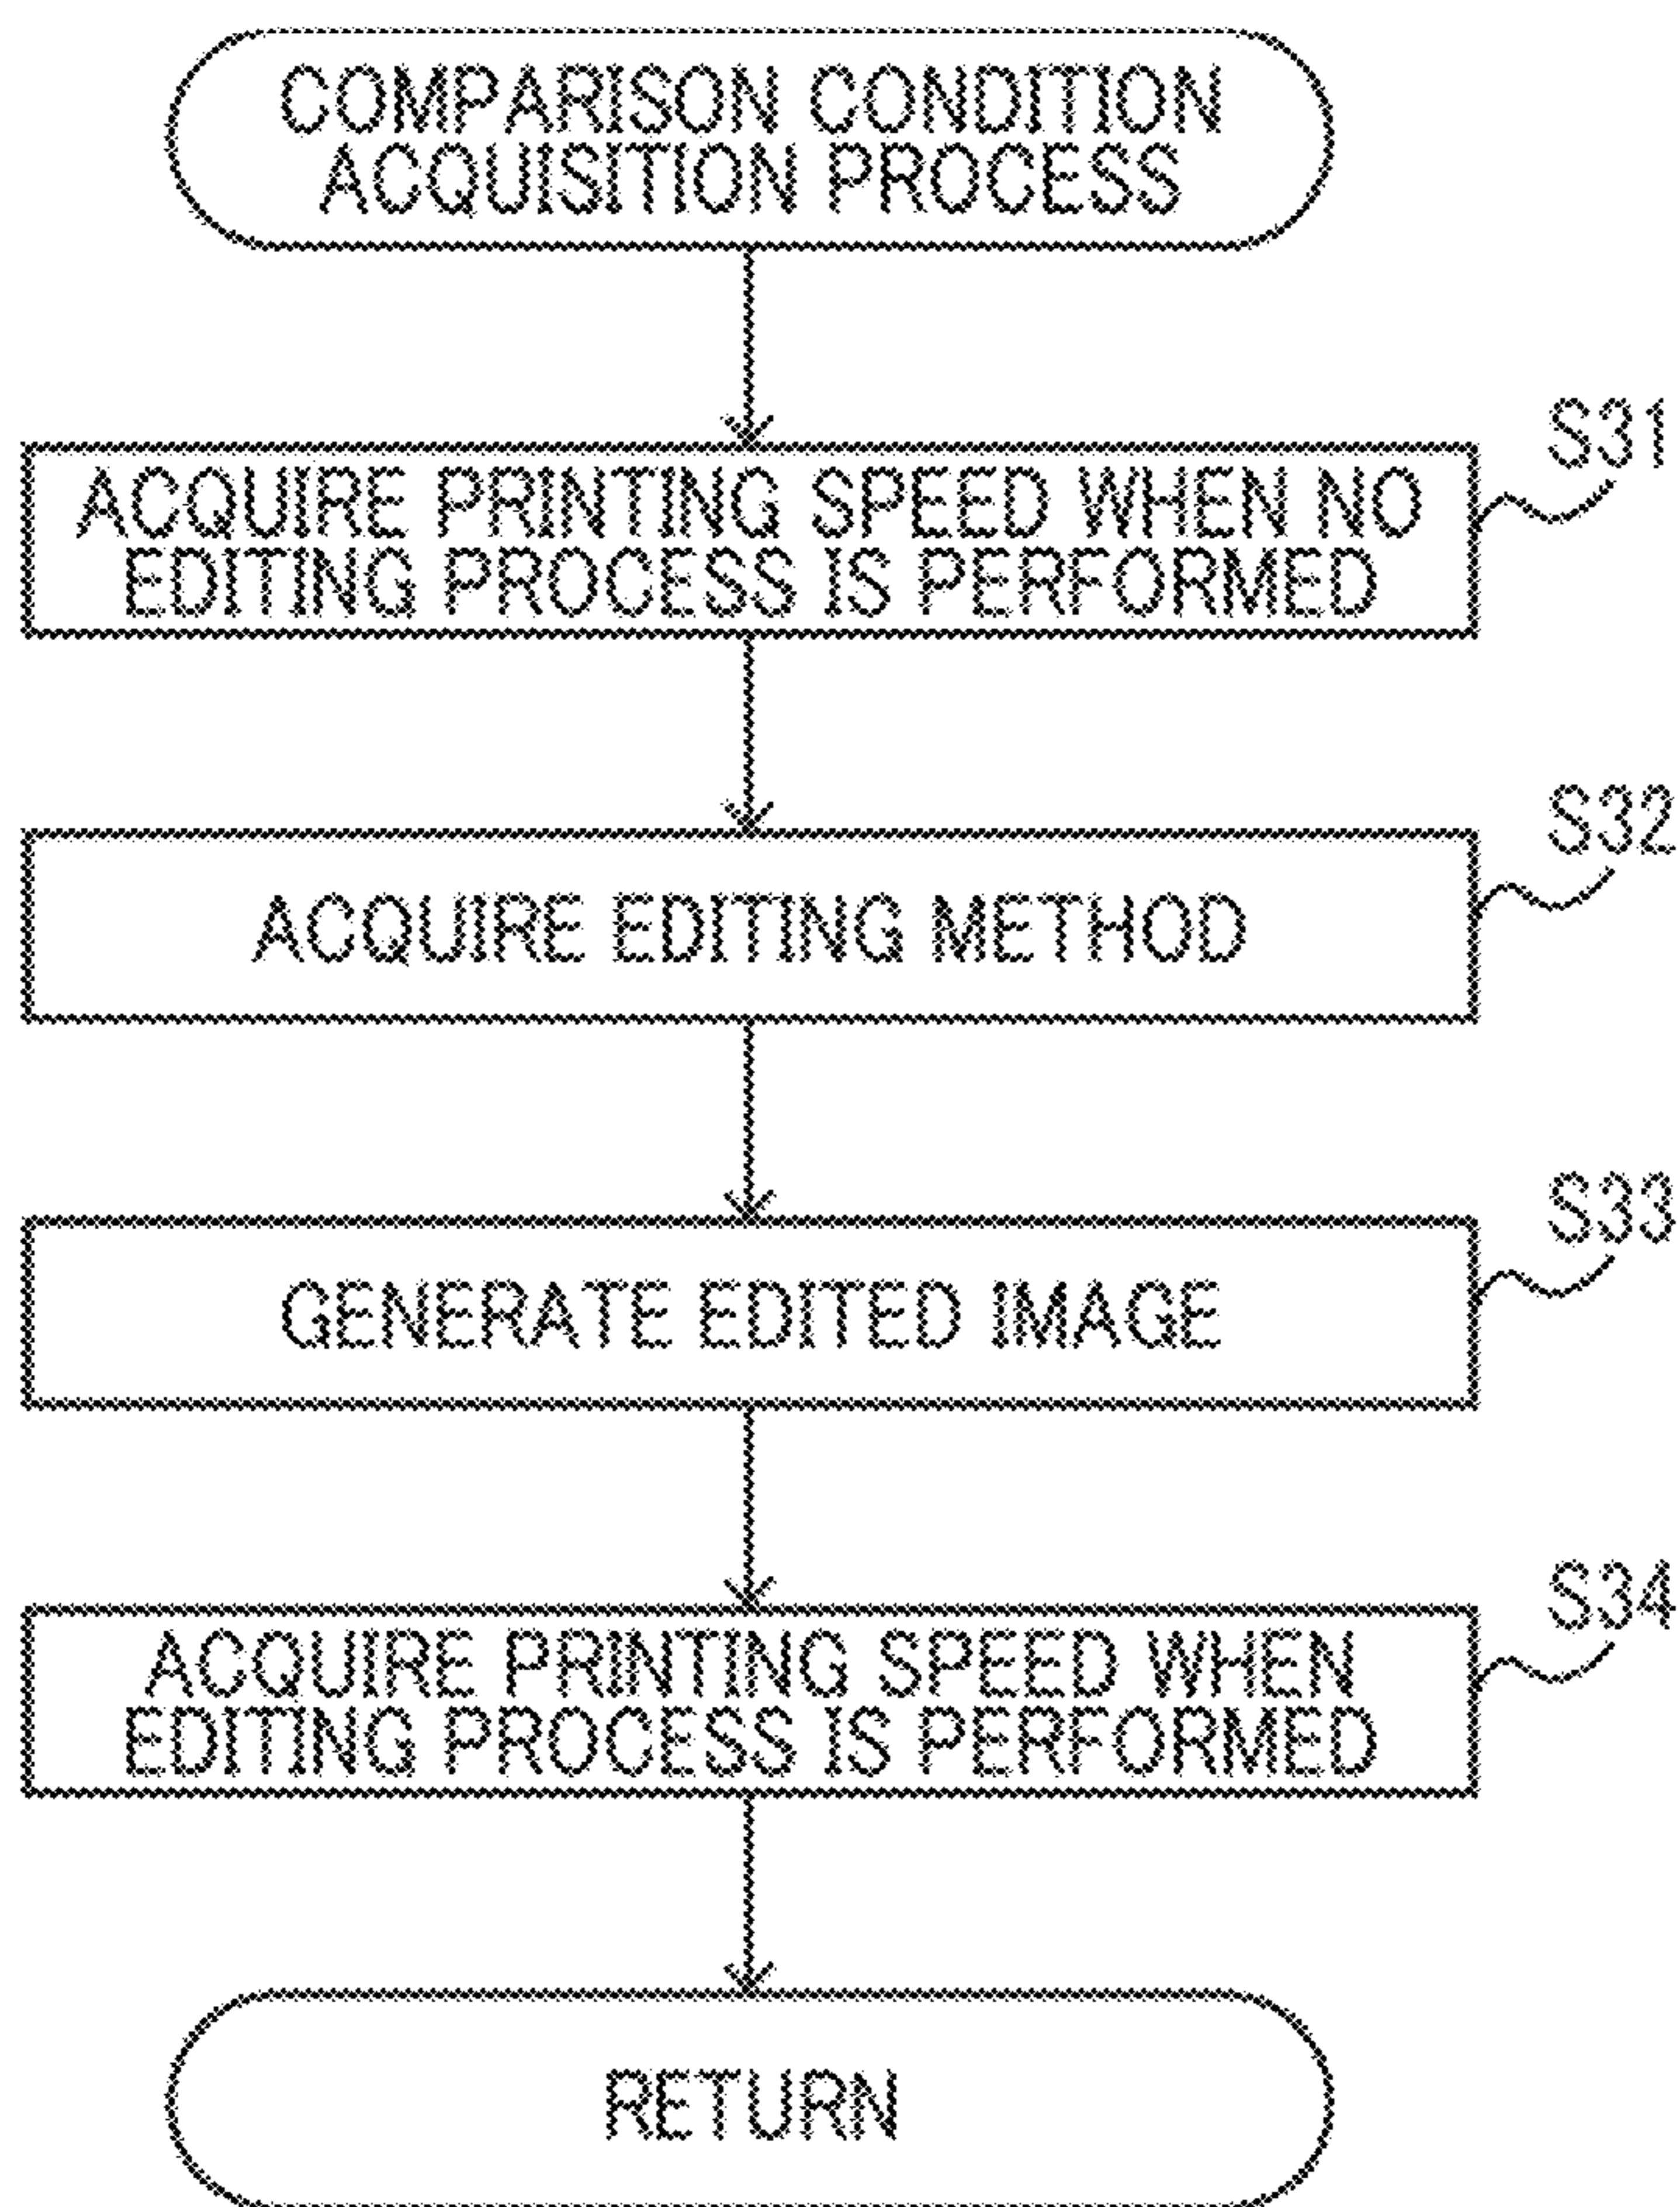 COMPARISON CONDITION
ACQUISITION PROCESS
S31
ACQUIRE PRINTING SPEED WHEN NO
EDITING PROCESS IS PERFORMED
S32
ACQUIRE EDITING METHOD
S33
GENERATE EDITED IMAGE
S34
ACQUIRE PRINTING SPEED WHEN
EDITING PROCESS IS PERFORMED
RETURN